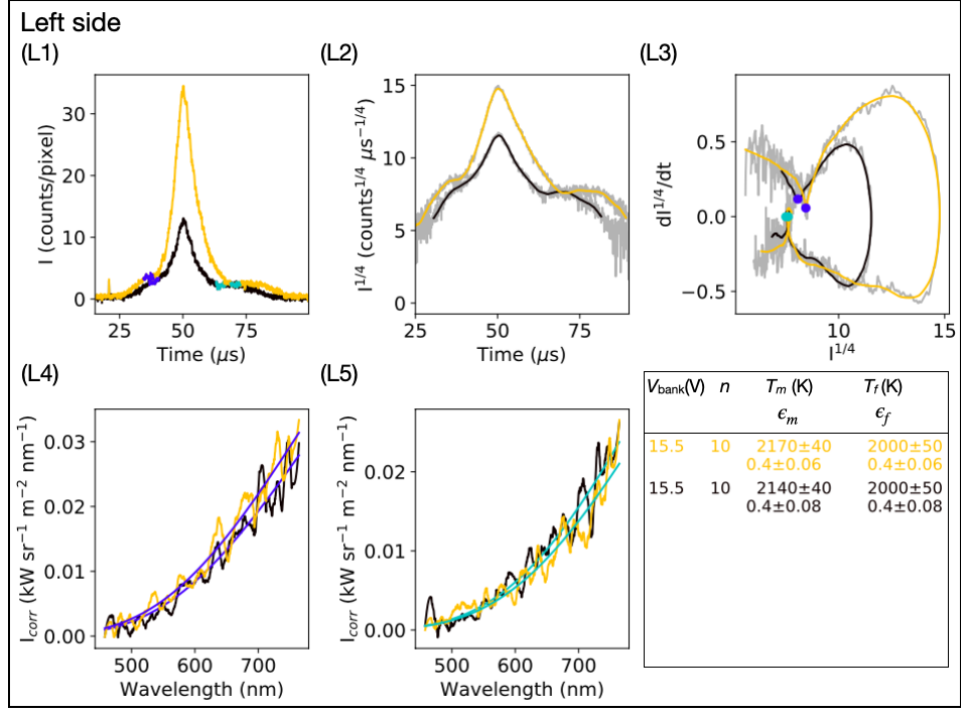 Left side
(L1)
(L2)
(L3)
I (counts/pixel)
30
20
10
0
25
50
75
Time (μs)
I^1/4 (counts^1/4 μs^−1/4)
15
10
5
0
25
50
75
Time (μs)
dI^1/4/dt
0.5
0.0
−0.5
10
15
I^1/4
(L4)
(L5)
I_corr (kW sr^−1 m^−2 nm^−1)
0.03
0.02
0.01
0.00
500
600
700
Wavelength (nm)
I_corr (kW sr^−1 m^−2 nm^−1)
0.02
0.01
0.00
500
600
700
Wavelength (nm)
V_bank(V) n T_m (K) T_f (K)
ϵ_m ϵ_f
15.5 10 2170±40 2000±50
0.4±0.06 0.4±0.06
15.5 10 2140±40 2000±50
0.4±0.08 0.4±0.08